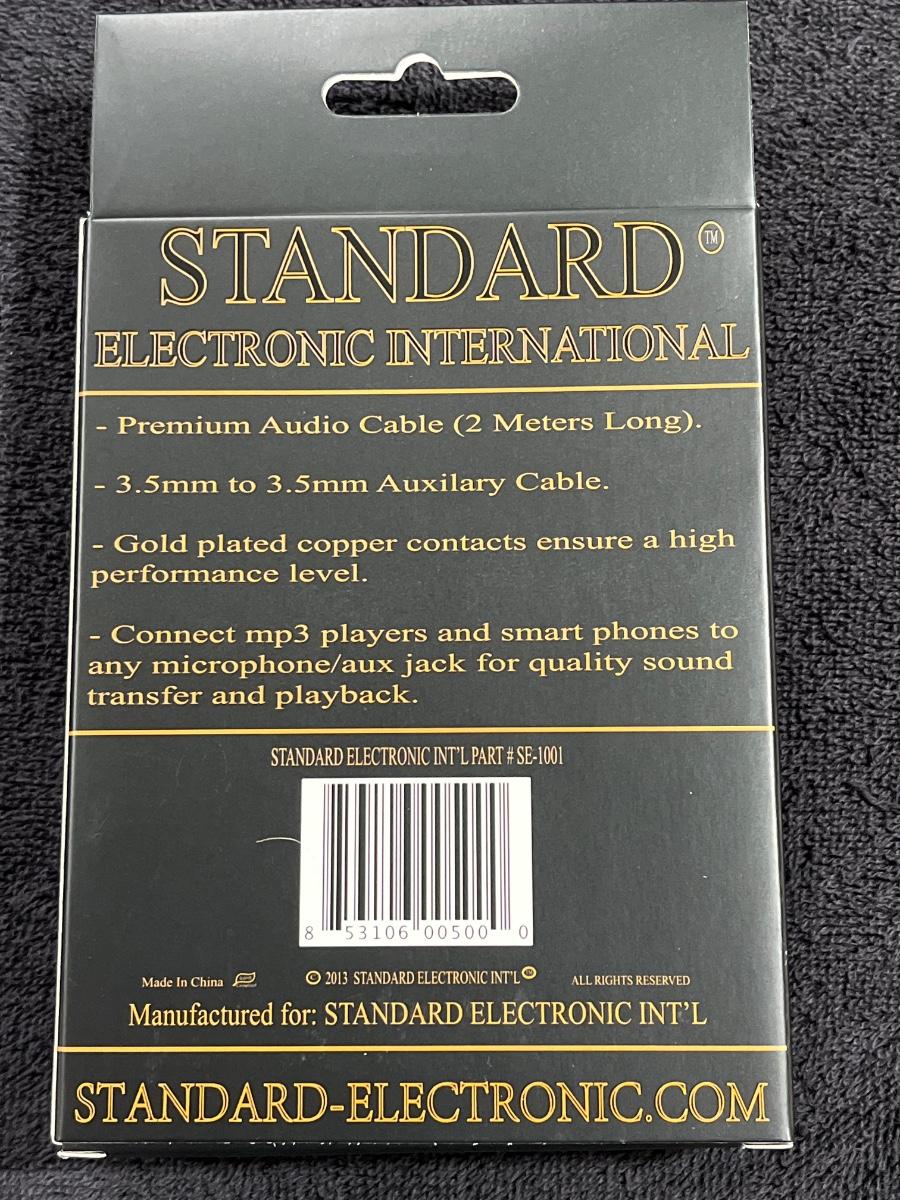 STANDARD™
ELECTRONIC INTERNATIONAL
- Premium Audio Cable (2 Meters Long).
- 3.5mm to 3.5mm Auxilary Cable.
- Gold plated copper contacts ensure a high
performance level.
- Connect mp3 players and smart phones to
any microphone/aux jack for quality sound
transfer and playback.
STANDARD ELECTRONIC INT'L PART # SE-1001
8 53106 00500 0
Made In China © 2013 STANDARD ELECTRONIC INT'L ALL RIGHTS RESERVED
Manufactured for: STANDARD ELECTRONIC INT'L
STANDARD-ELECTRONIC.COM